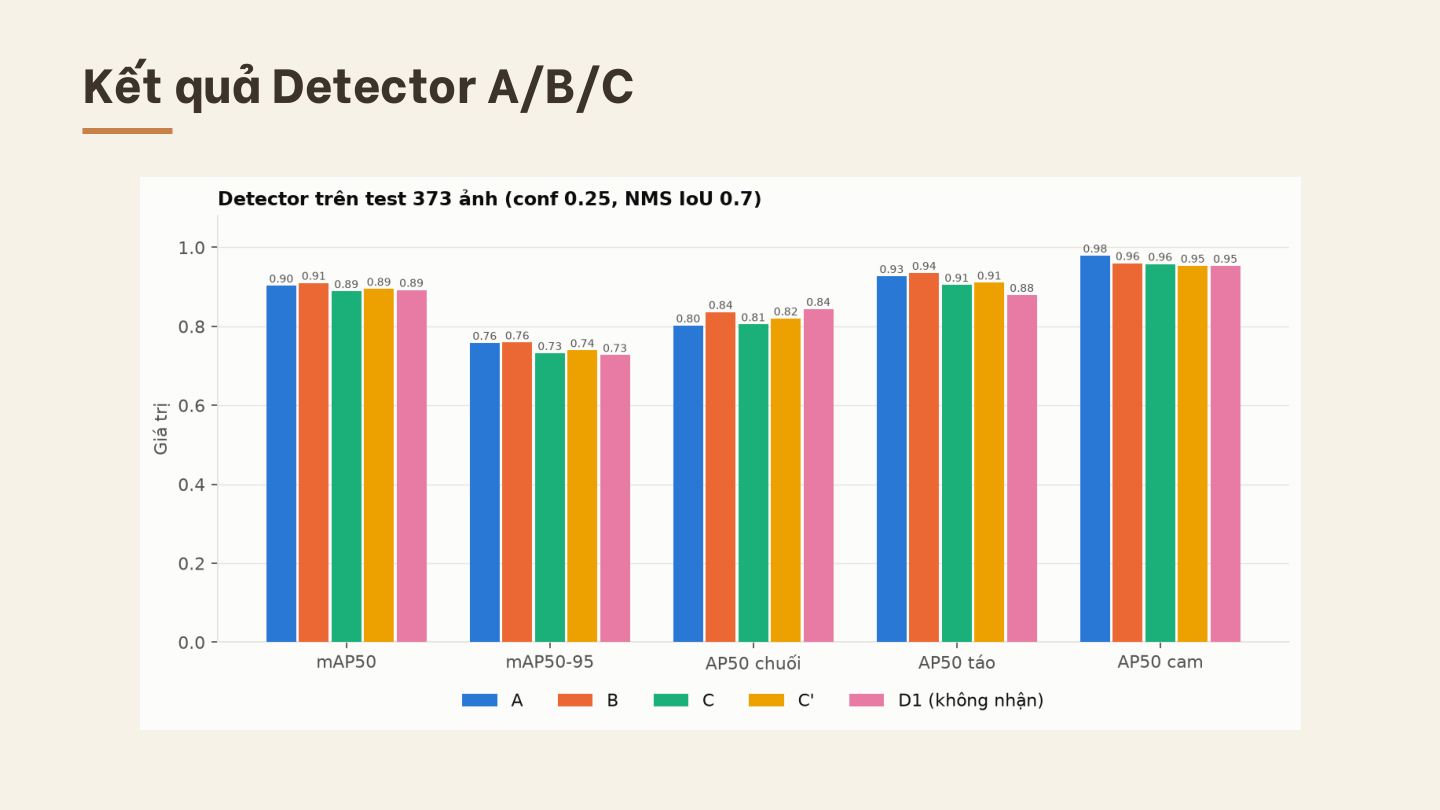 Kết quả Detector A/B/C
Detector trên test 373 ảnh (conf 0.25, NMS IoU 0.7)
Giá trị
1.0
0.8
0.6
0.4
0.2
0.0
0.90 0.91 0.89 0.89 0.89
0.76 0.76 0.73 0.74 0.73
0.80 0.84 0.81 0.82 0.84
0.93 0.94 0.91 0.91 0.88
0.98 0.96 0.96 0.95 0.95
mAP50 mAP50-95 AP50 chuối AP50 táo AP50 cam
A B C C' D1 (không nhận)